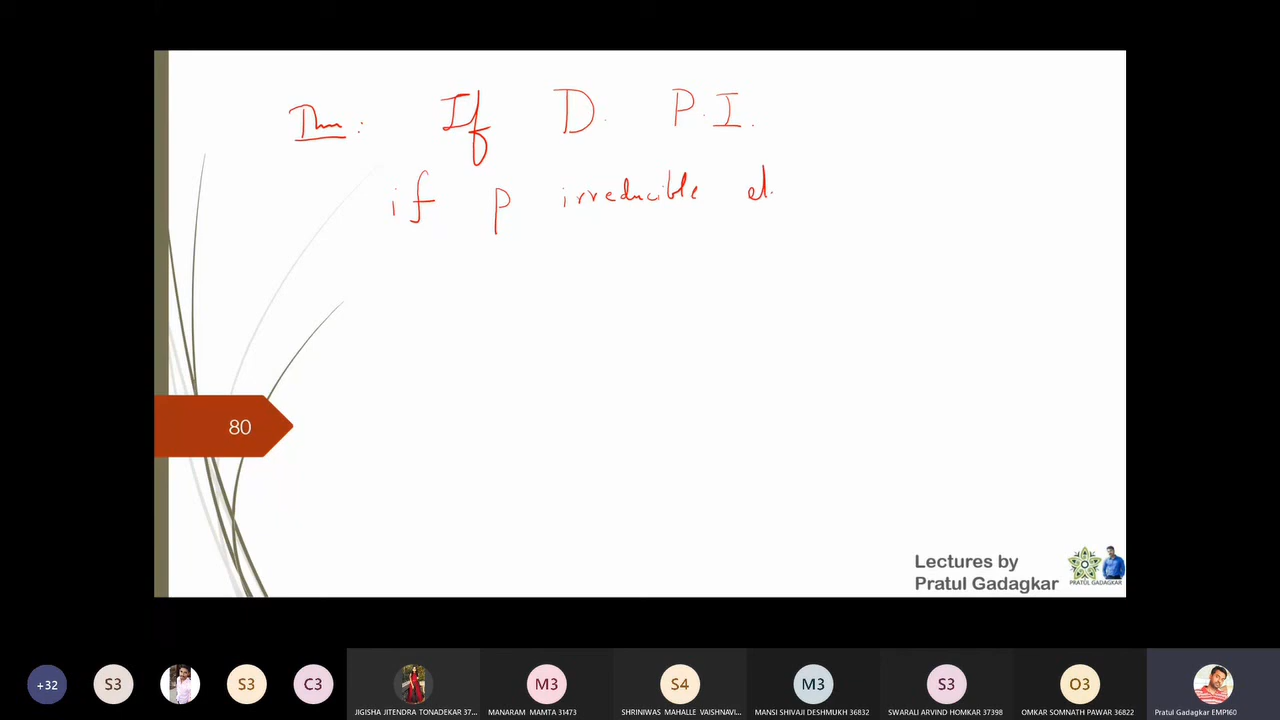 Thm: If D. P.I.
if p irreducible el.
80
Lectures by
Pratul Gadagkar
PRATUL GADAGKAR
+32
S3
S3
C3
M3
S4
M3
S3
O3
JIGISHA JITENDRA TONADEKAR 37...
MANARAM MAMTA 31473
SHRINIWAS MAHALLE VAISHNAVI...
MANSI SHIVAJI DESHMUKH 36832
SWARALI ARVIND HOMKAR 37398
OMKAR SOMNATH PAWAR 36822
Pratul Gadagkar EMP160